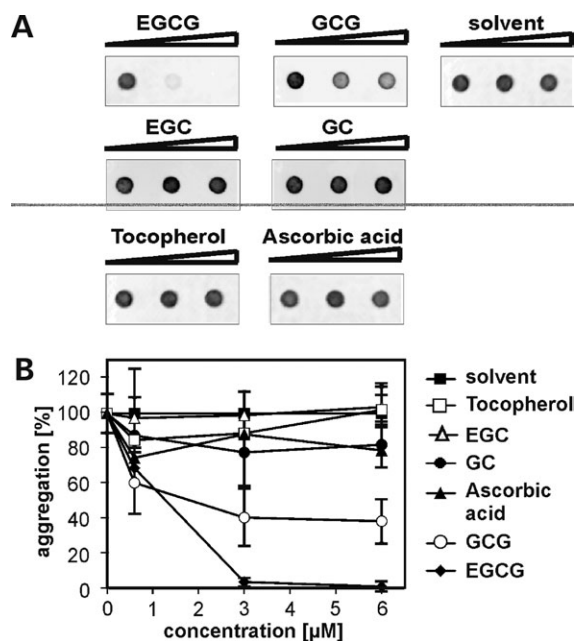 A
EGCG GCG solvent
EGC GC
Tocopherol Ascorbic acid
B
120
100
80
60
40
20
0
aggregation [%]
0 1 2 3 4 5 6
concentration [µM]
solvent
Tocopherol
EGC
GC
Ascorbic
acid
GCG
EGCG